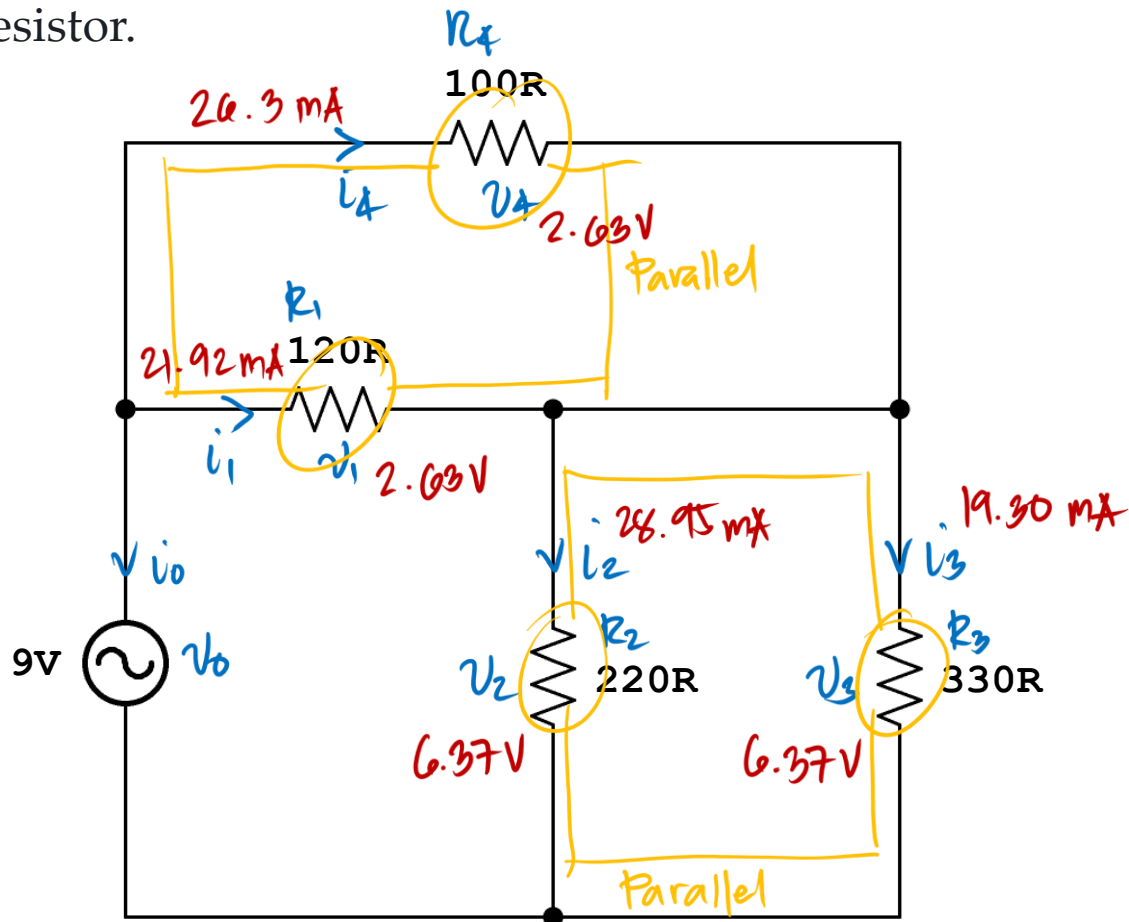 esistor.
R4
100R
26.3 mA
i4
v4
2.63V
Parallel
R1
120R
21.92mA
i1
v1
2.63V
28.95 mA
19.30 mA
i0
i2
i3
9V
v0
v2
R2
220R
v3
R3
330R
6.37V
6.37V
Parallel